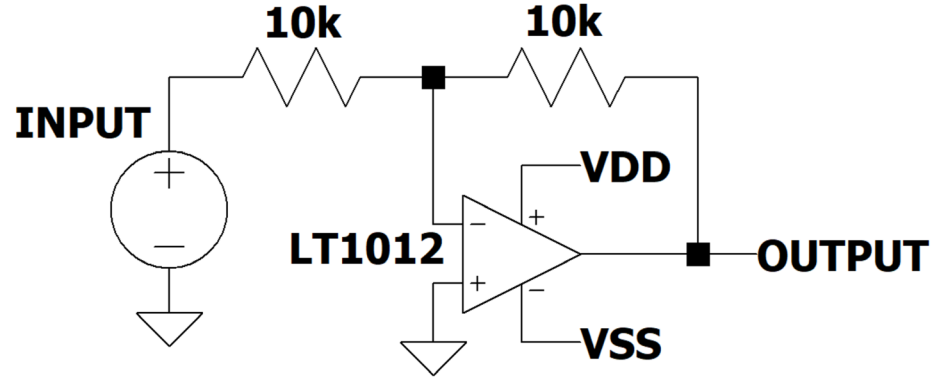 10k
10k
INPUT
VDD
LT1012
OUTPUT
VSS